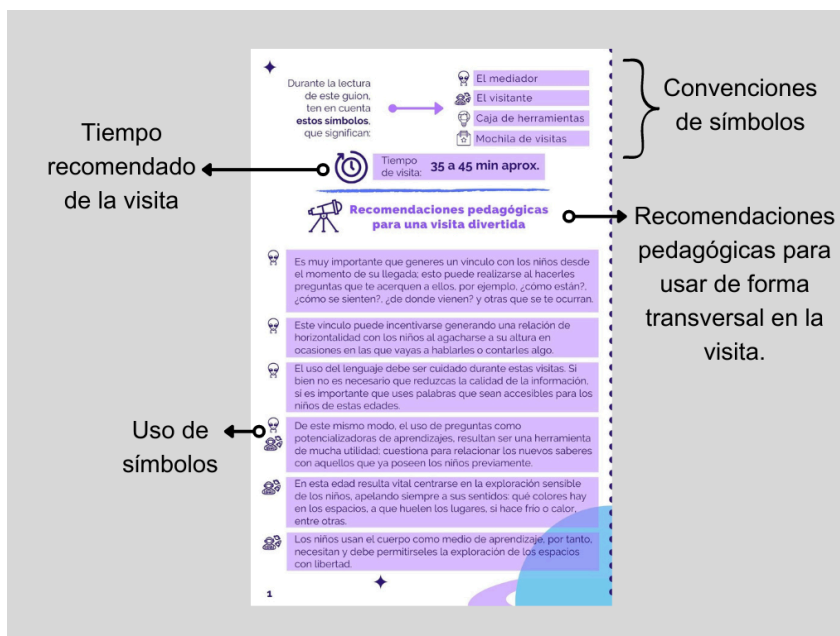 Durante la lectura
de este guion,
ten en cuenta
estos símbolos,
que significan:
El mediador
El visitante
Caja de herramientas
Mochila de visitas
Convenciones
de símbolos
Tiempo
recomendado
de la visita
Tiempo
de visita:
35 a 45 min aprox.
Recomendaciones pedagógicas
para una visita divertida
Recomendaciones
pedagógicas para
usar de forma
transversal en la
visita.
Es muy importante que generes un vinculo con los niños desde
el momento de su llegada; esto puede realizarse al hacerles
preguntas que te acerquen a ellos, por ejemplo, ¿cómo están?,
¿cómo se sienten?, ¿de donde vienen? y otras que se te ocurran.
Este vinculo puede incentivarse generando una relación de
horizontalidad con los niños al agacharse a su altura en
ocasiones en las que vayas a hablarles o contarles algo.
El uso del lenguaje debe ser cuidado durante estas visitas. Si
bien no es necesario que reduzcas la calidad de la información,
si es importante que uses palabras que sean accesibles para los
niños de estas edades.
Uso de
símbolos
De este mismo modo, el uso de preguntas como
potencializadoras de aprendizajes, resultan ser una herramienta
de mucha utilidad; cuestiona para relacionar los nuevos saberes
con aquellos que ya poseen los niños previamente.
En esta edad resulta vital centrarse en la exploración sensible
de los niños, apelando siempre a sus sentidos: qué colores hay
en los espacios, a que huelen los lugares, si hace frío o calor,
entre otras.
Los niños usan el cuerpo como medio de aprendizaje, por tanto,
necesitan y debe permitirseles la exploración de los espacios
con libertad.
1